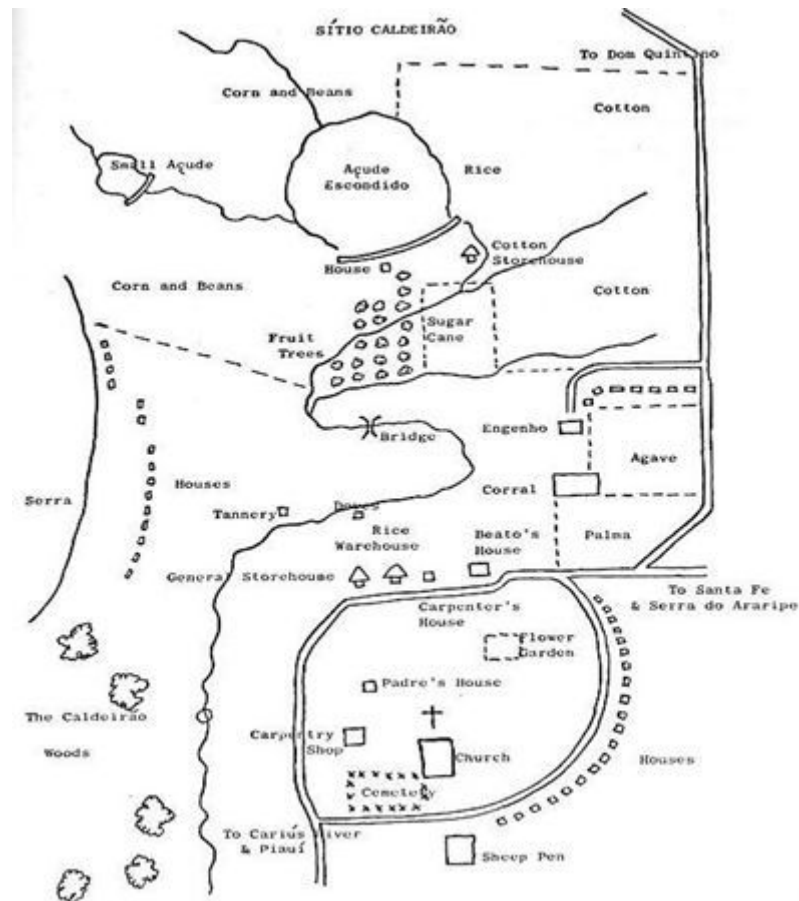 SÍTIO CALDEIRÃO
To Dom Quintino
Corn and Beans
Cotton
Small Açude
Açude
Escondido
Rice
House
Cotton
Storehouse
Corn and Beans
Cotton
Fruit
Trees
Sugar
Cane
Bridge
Engenho
Agave
Serra
Houses
Corral
Tannery
Rice
Warehouse
Beato's
House
Palma
General Storehouse
To Santa Fe
& Serra do Araripe
Carpenter's
House
Flower
Garden
Padre's House
The Caldeirão
Woods
Carpentry
Shop
Church
Houses
Cemetery
To Cariús River
& Piauí
Sheep Pen